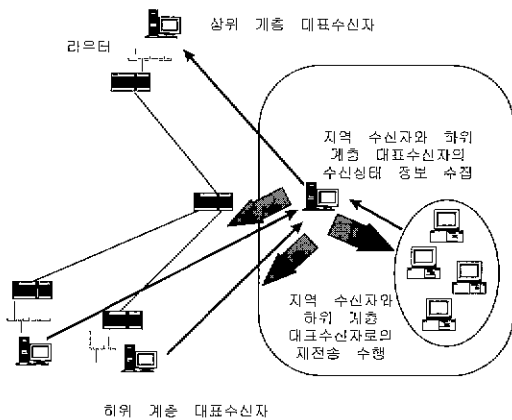 상위 계층 대표수신자
라우터
지역 수신자와 하위
계층 대표수신자의
수신상태 정보 수집
지역 수신자와
하위 계층
대표수신자로의
재전송 수행
하위 계층 대표수신자